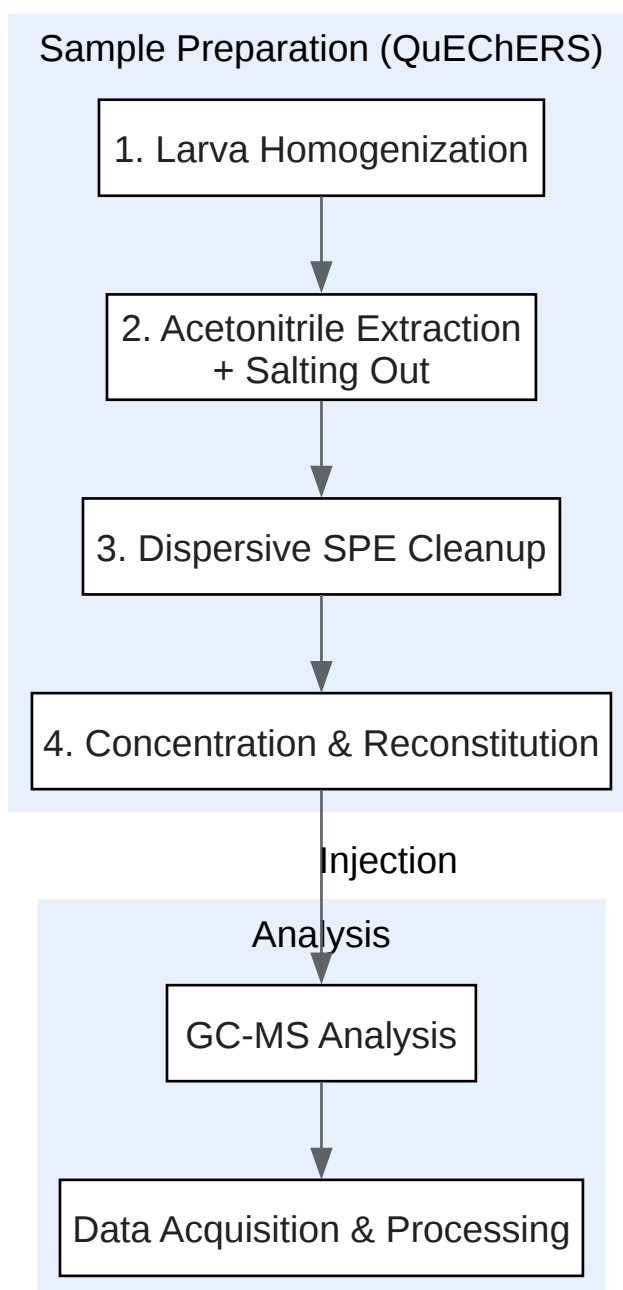 Sample Preparation (QuEChERS)
1. Larva Homogenization
2. Acetonitrile Extraction
+ Salting Out
3. Dispersive SPE Cleanup
4. Concentration & Reconstitution
Injection
Analysis
GC-MS Analysis
Data Acquisition & Processing